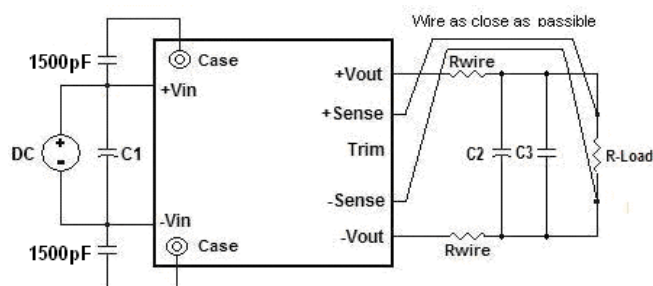 Wire as close as passible
1500pF
Case
+Vin
+Vout
Rwire
+Sense
DC
C1
Trim
C2
C3
R-Load
-Vin
-Sense
Case
-Vout
Rwire
1500pF